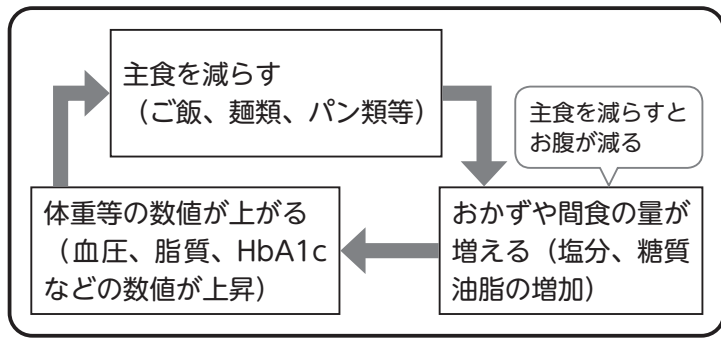 主食を減らす
（ご飯、麺類、パン類等）
主食を減らすと
お腹が減る
おかずや間食の量が
増える（塩分、糖質
油脂の増加）
体重等の数値が上がる
（血圧、脂質、HbA1c
などの数値が上昇）